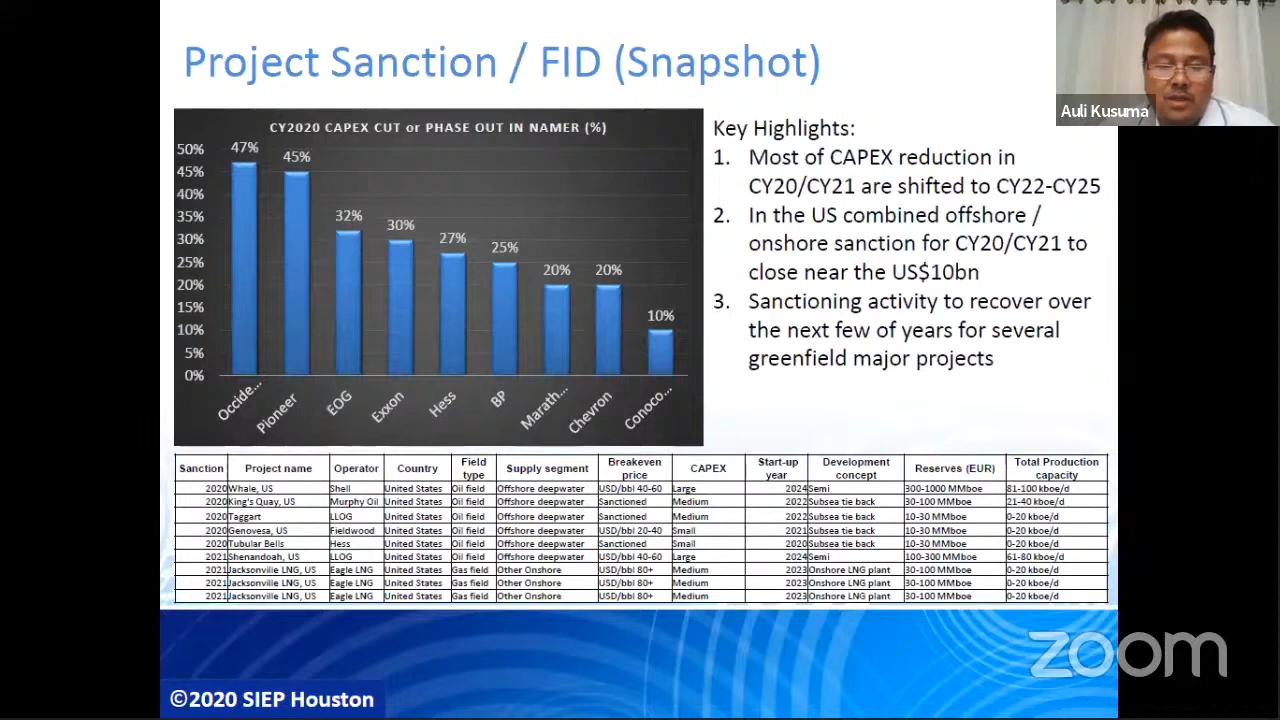 Project Sanction / FID (Snapshot)
Auli Kusuma
CY2020 CAPEX CUT or PHASE OUT IN NAMER (%)
50%
45%
40%
35%
30%
25%
20%
15%
10%
5%
0%
47%
45%
32%
30%
27%
25%
20%
20%
10%
Occide...
Pioneer
EOG
Exxon
Hess
BP
Marath...
Chevron
Conoco...
Key Highlights:
1. Most of CAPEX reduction in
CY20/CY21 are shifted to CY22-CY25
2. In the US combined offshore /
onshore sanction for CY20/CY21 to
close near the US$10bn
3. Sanctioning activity to recover over
the next few of years for several
greenfield major projects
Sanction Project name Operator Country Field type Supply segment Breakeven price CAPEX Start-up year Development concept Reserves (EUR) Total Production capacity
2020 Whale, US Shell United States Oil field Offshore deepwater USD/bbl 40-60 Large 2024 Semi 300-1000 MMboe 81-100 kboe/d
2020 King's Quay, US Murphy Oil United States Oil field Offshore deepwater Sanctioned Medium 2022 Subsea tie back 30-100 MMboe 21-40 kboe/d
2020 Taggart LLOG United States Oil field Offshore deepwater Sanctioned Medium 2022 Subsea tie back 10-30 MMboe 0-20 kboe/d
2020 Genovesa, US Fieldwood United States Oil field Offshore deepwater USD/bbl 20-40 Small 2021 Subsea tie back 10-30 MMboe 0-20 kboe/d
2020 Tubular Bells Hess United States Oil field Offshore deepwater Sanctioned Small 2020 Subsea tie back 10-30 MMboe 0-20 kboe/d
2021 Shenandoah, US LLOG United States Oil field Offshore deepwater USD/bbl 40-60 Large 2024 Semi 100-300 MMboe 61-80 kboe/d
2021 Jacksonville LNG, US Eagle LNG United States Gas field Other Onshore USD/bbl 80+ Medium 2023 Onshore LNG plant 30-100 MMboe 0-20 kboe/d
2021 Jacksonville LNG, US Eagle LNG United States Gas field Other Onshore USD/bbl 80+ Medium 2023 Onshore LNG plant 30-100 MMboe 0-20 kboe/d
2021 Jacksonville LNG, US Eagle LNG United States Gas field Other Onshore USD/bbl 80+ Medium 2023 Onshore LNG plant 30-100 MMboe 0-20 kboe/d
zoom
©2020 SIEP Houston